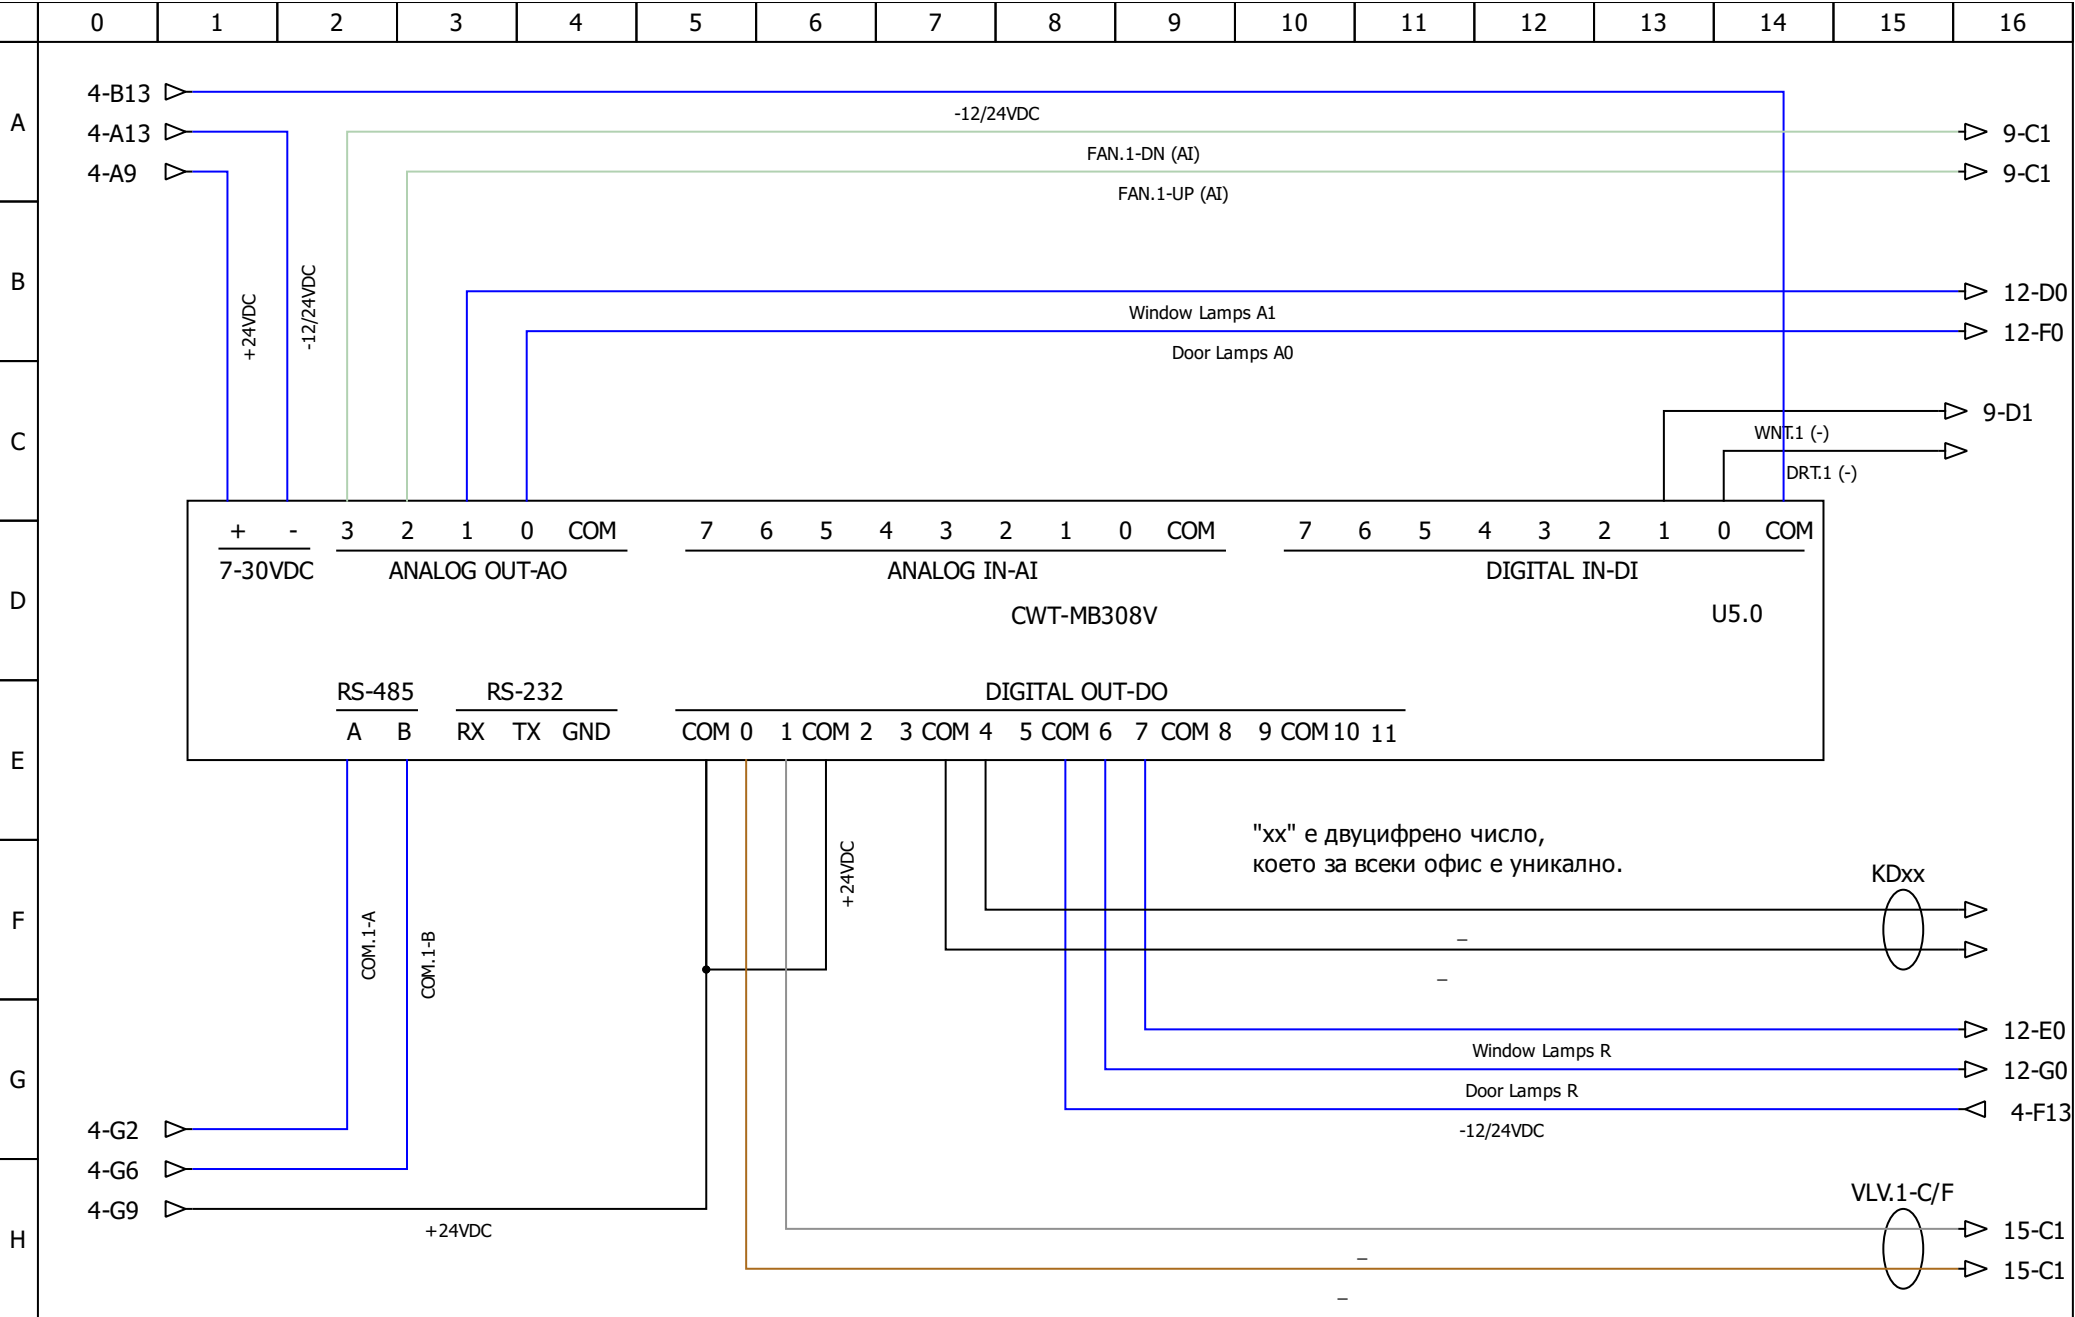 0 1 2 3 4 5 6 7 8 9 10 11 12 13 14 15 16
A
4-B13
-12/24VDC
4-A13
9-C1
FAN.1-DN (AI)
4-A9
9-C1
FAN.1-UP (AI)
B
+24VDC
-12/24VDC
12-D0
Window Lamps A1
12-F0
Door Lamps A0
C
9-D1
WNT.1 (-)
DRT.1 (-)
D
+ - 3 2 1 0 COM 7 6 5 4 3 2 1 0 COM 7 6 5 4 3 2 1 0 COM
7-30VDC ANALOG OUT-AO ANALOG IN-AI DIGITAL IN-DI
CWT-MB308V U5.0
E
RS-485 RS-232 DIGITAL OUT-DO
A B RX TX GND COM 0 1 COM 2 3 COM 4 5 COM 6 7 COM 8 9 COM 10 11
"xx" е двуцифрено число,
което за всеки офис е уникално.
+24VDC
KDxx
F
COM.1-A
COM.1-B
_
_
G
12-E0
Window Lamps R
12-G0
Door Lamps R
4-F13
-12/24VDC
4-G2
4-G6
4-G9
+24VDC
H
VLV.1-C/F
15-C1
_
15-C1
_